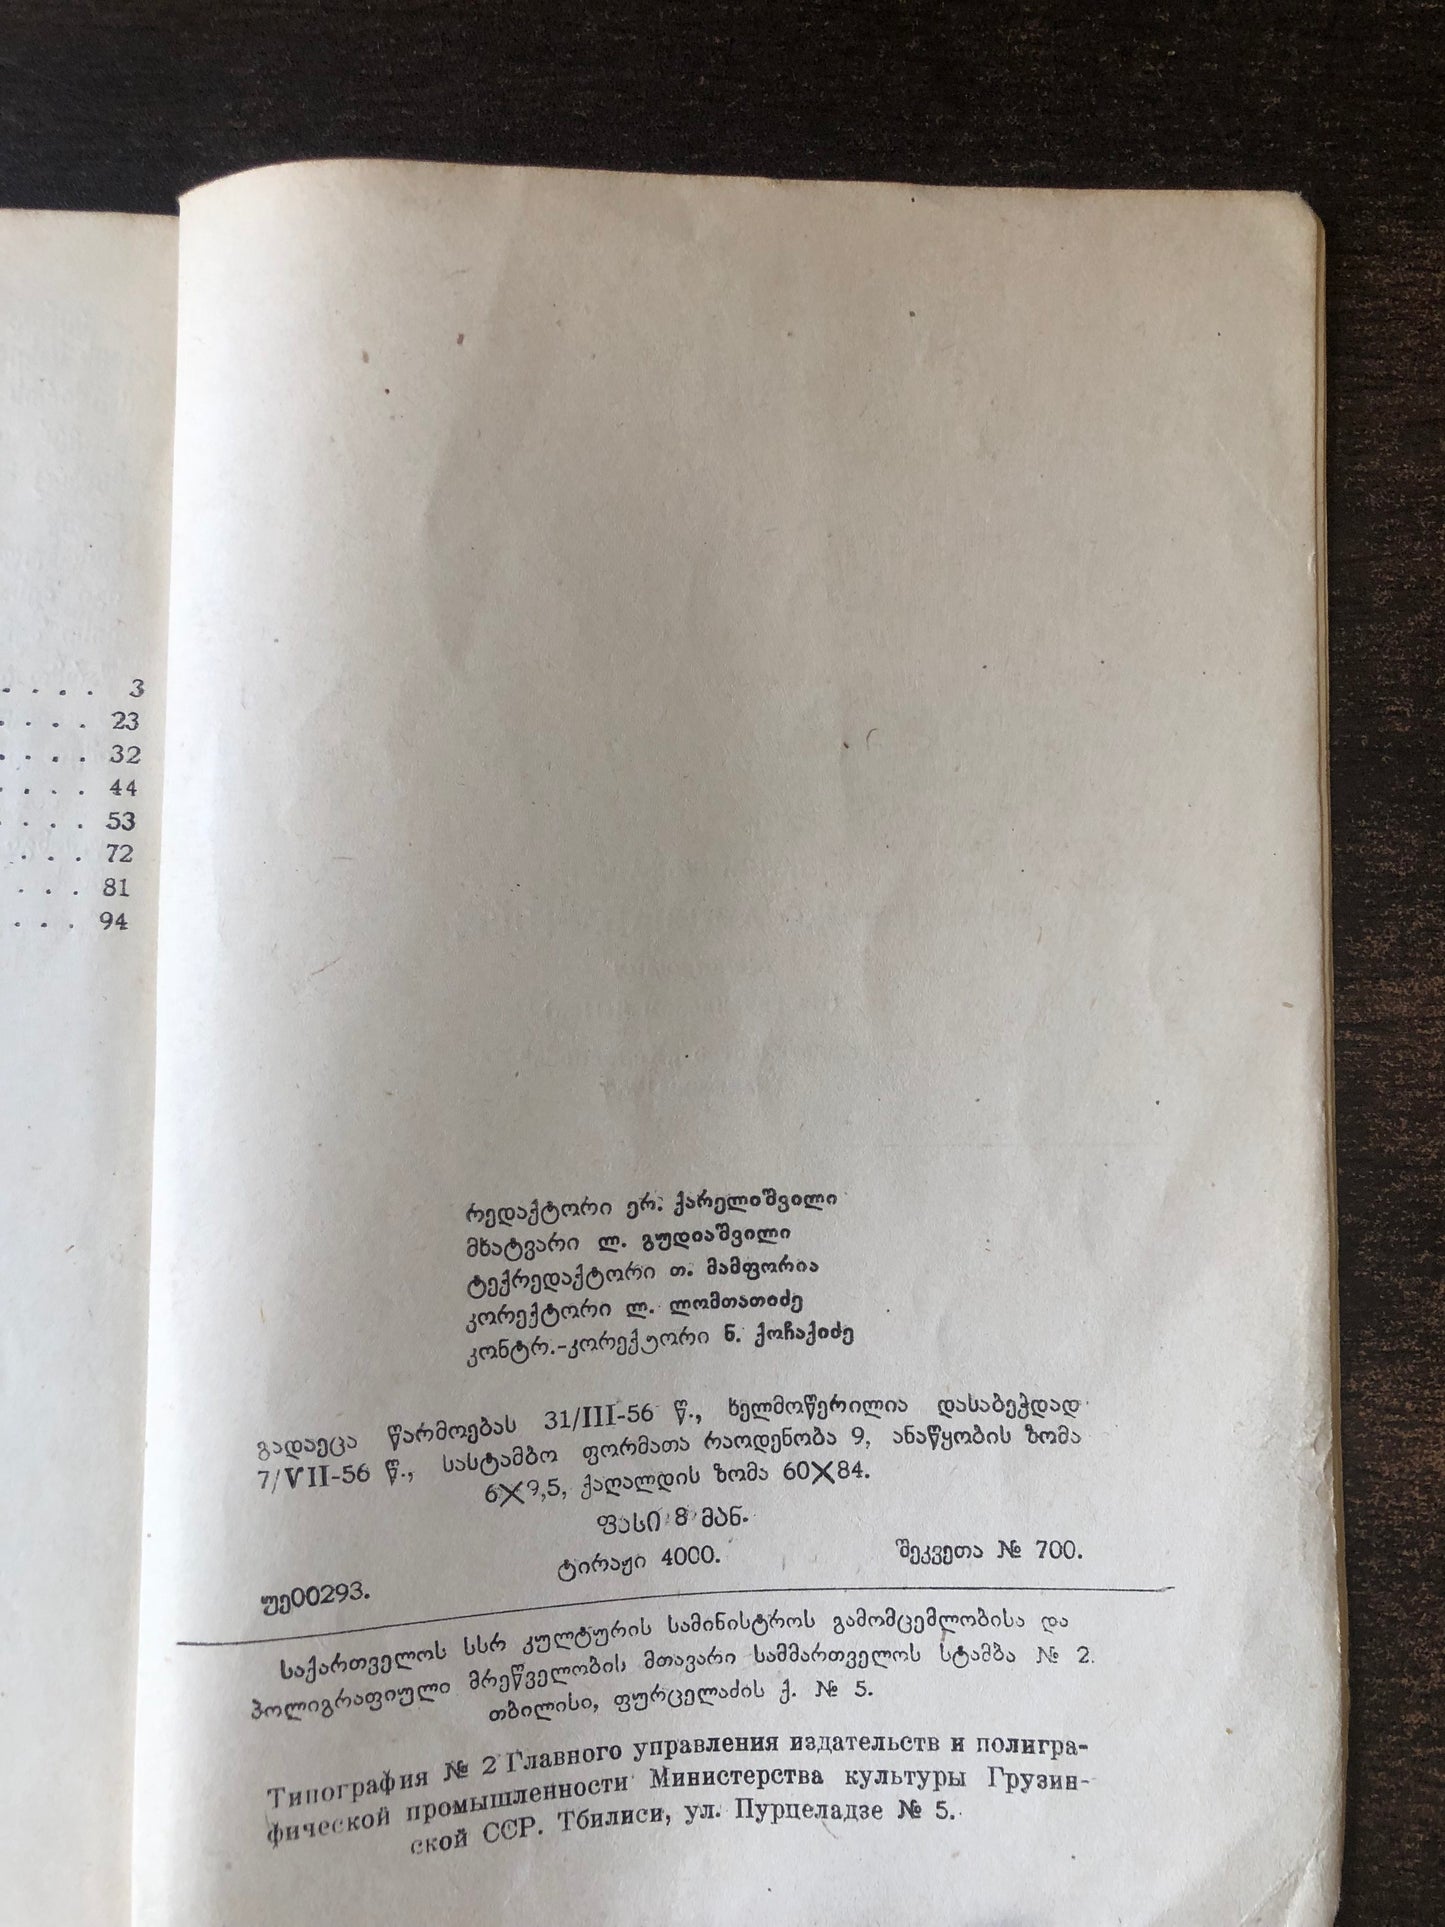 . . . . 3
. . . . 23
. . . . 32
. . . . 44
. . . . 53
. . . 72
. . . 81
. . . 94
რედაქტორი ერ. ქარელიშვილი
მხატვარი ლ. გუდიაშვილი
ტექრედაქტორი თ. მამფორია
კორექტორი ლ. ლომთათიძე
კონტრ.-კორექტორი ნ. ქოჩაქიძე
გადაეცა წარმოებას 31/III-56 წ., ხელმოწერილია დასაბეჭდად
7/VII-56 წ., სასტამბო ფორმათა რაოდენობა 9, ანაწყობის ზომა
6X9,5, ქაღალდის ზომა 60X84.
ფასი 8 მან.
ტირაჟი 4000. შეკვეთა № 700.
უე00293.
საქართველოს სსრ კულტურის სამინისტროს გამომცემლობისა და
პოლიგრაფიული მრეწველობის მთავარი სამმართველოს სტამბა № 2.
თბილისი, ფურცელაძის ქ. № 5.
Типография № 2 Главного управления издательств и полигра-
фической промышленности Министерства культуры Грузин-
ской ССР. Тбилиси, ул. Пурцеладзе № 5.